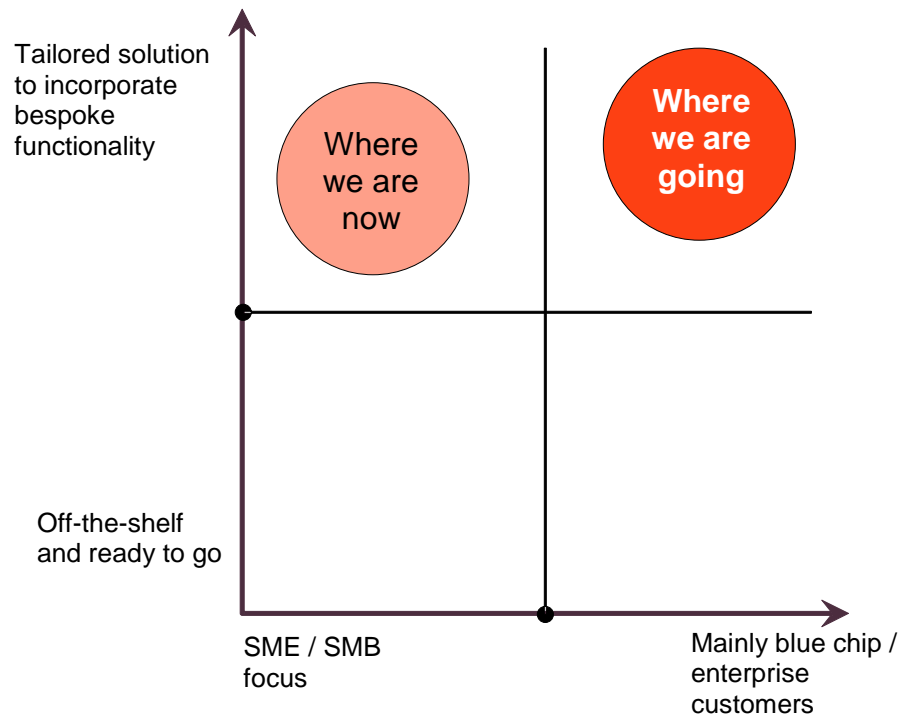 Tailored solution
to incorporate
bespoke
functionality
Where
we are
now
Where
we are
going
Off-the-shelf
and ready to go
SME / SMB
focus
Mainly blue chip /
enterprise
customers